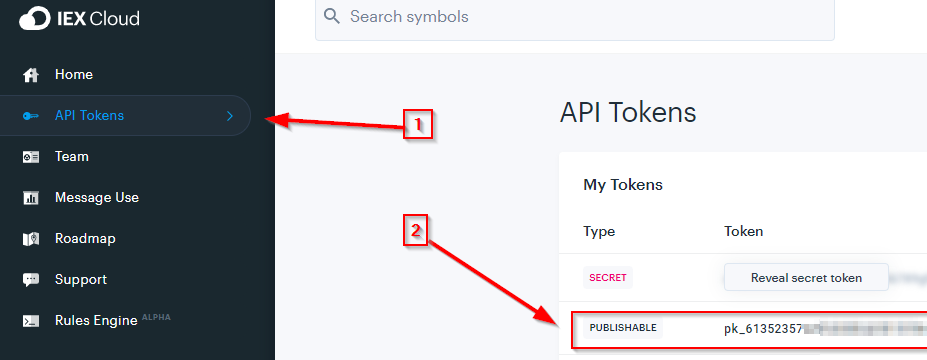 IEX Cloud
Search symbols
Home
API Tokens
Team
Message Use
Roadmap
Support
Rules Engine ALPHA
1
API Tokens
My Tokens
2
Type Token
SECRET Reveal secret token
PUBLISHABLE pk_61352357